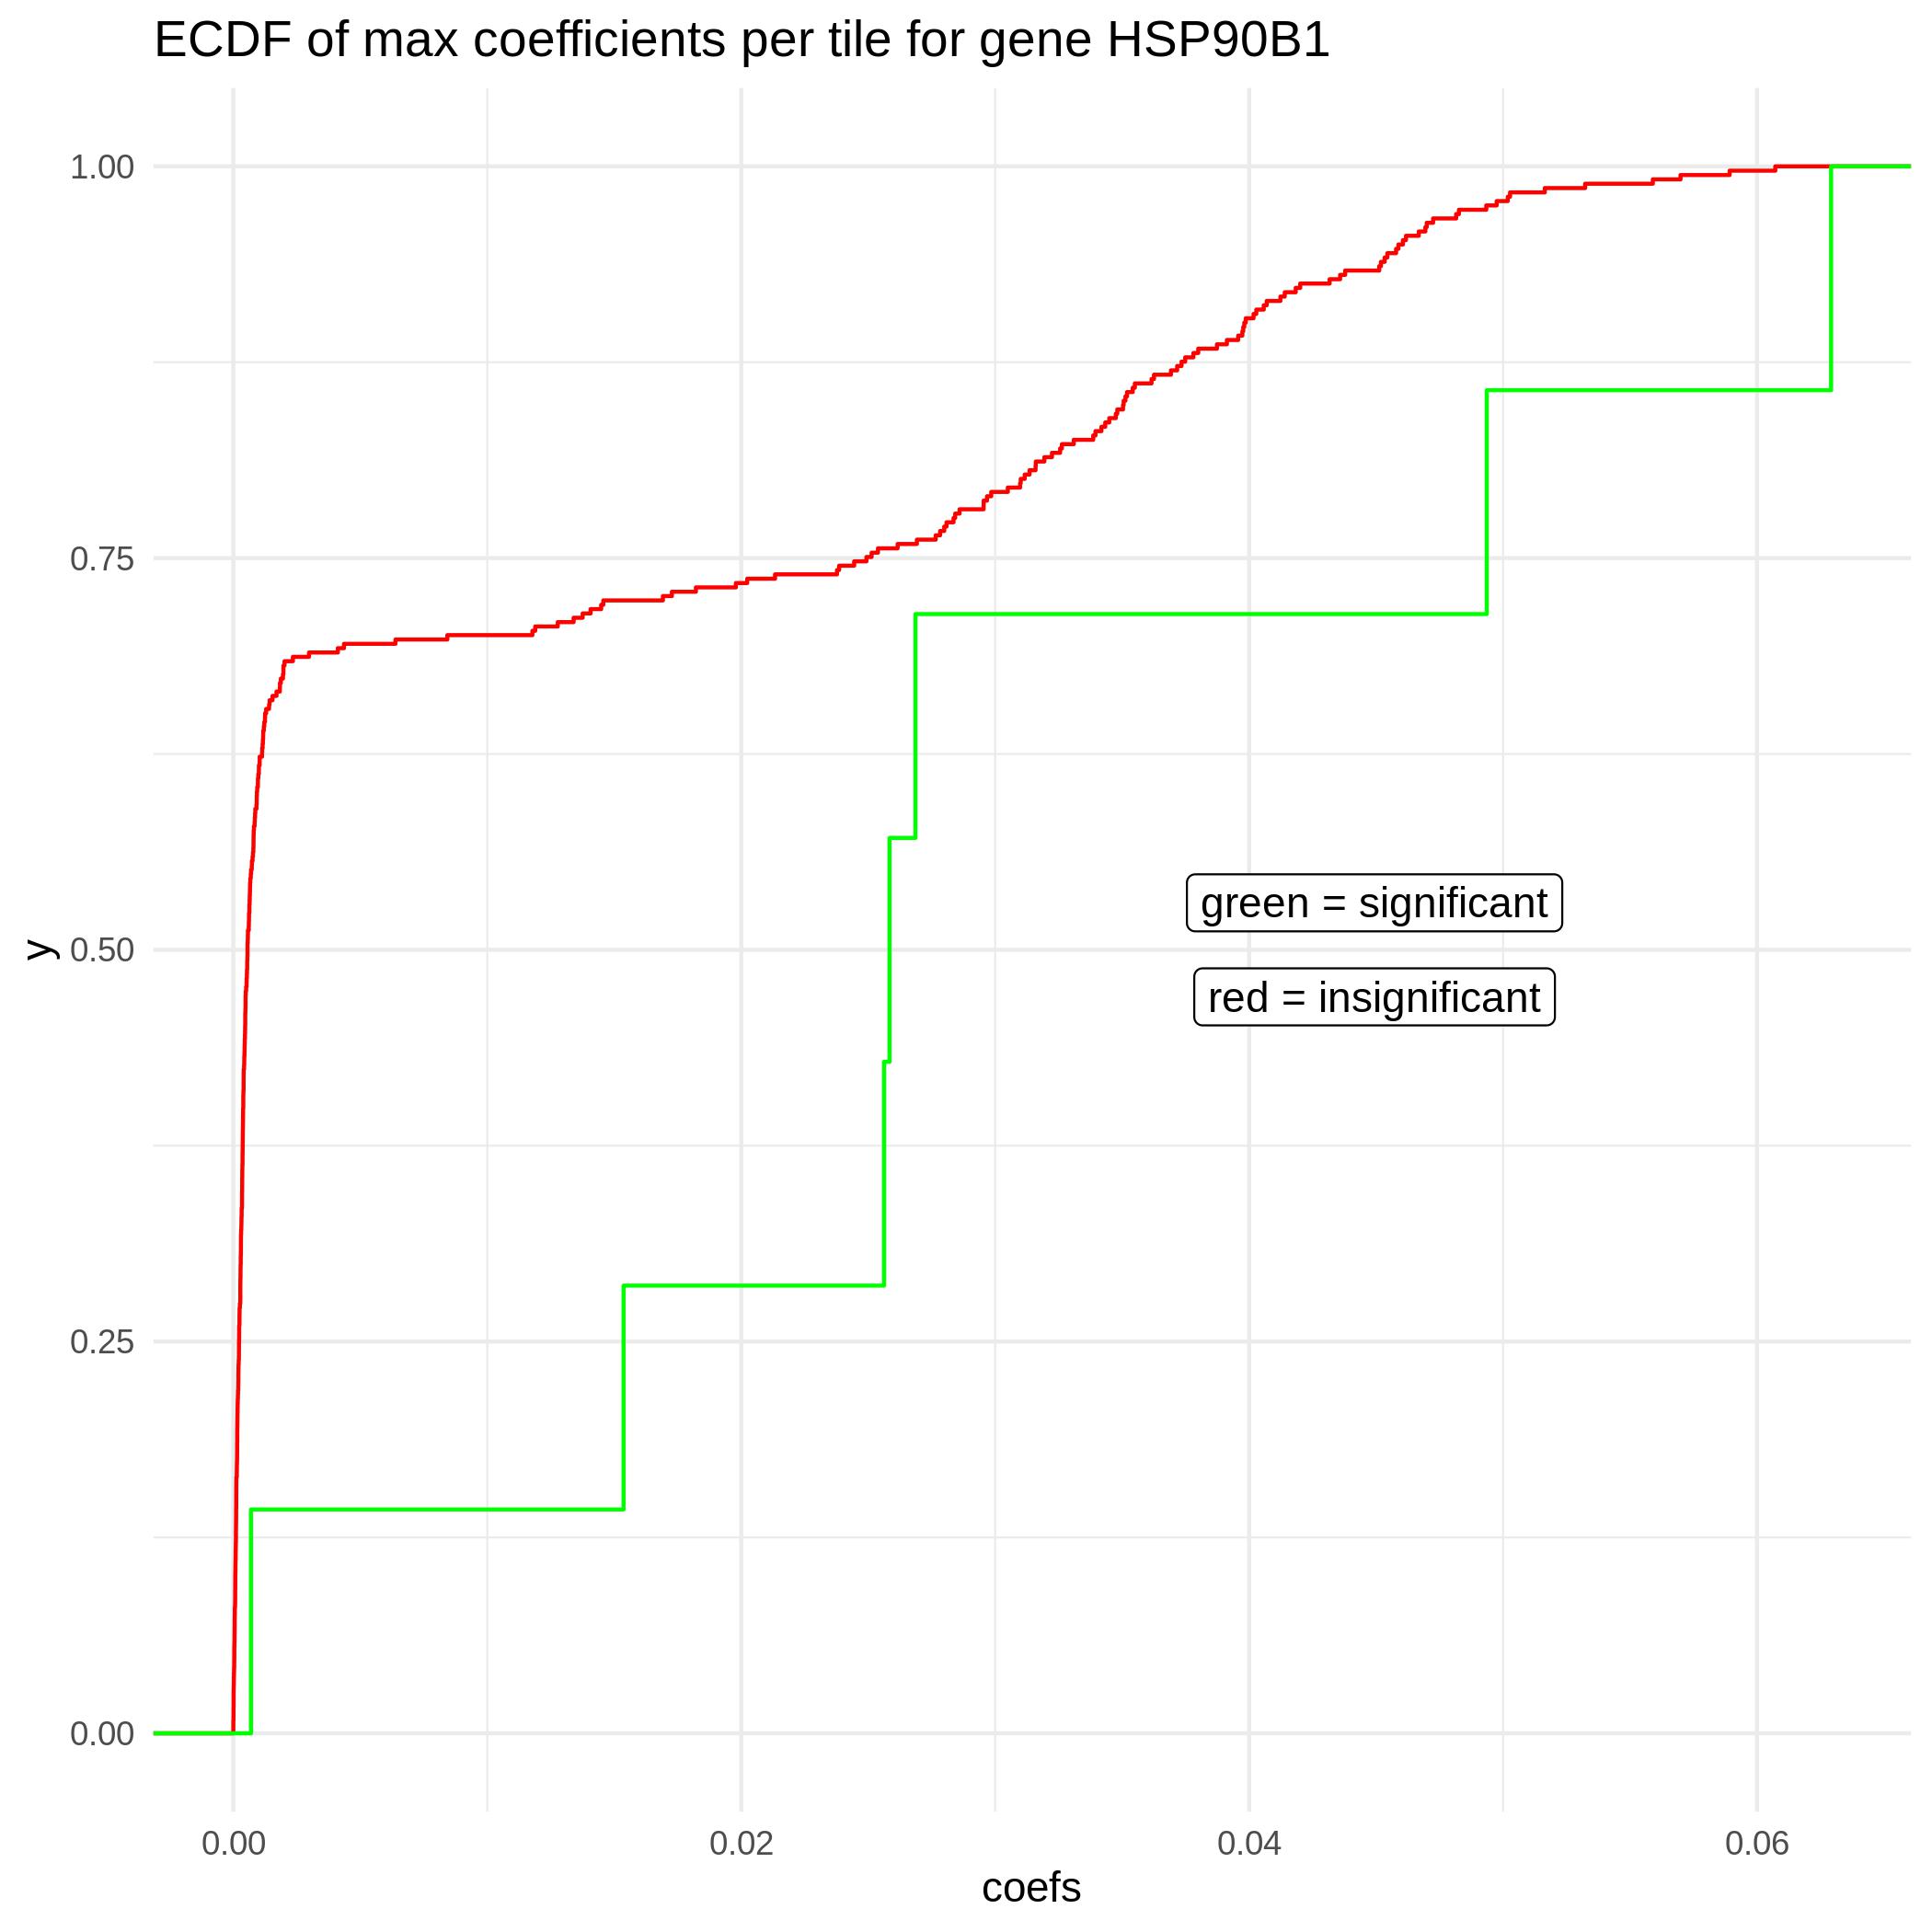 ECDF of max coefficients per tile for gene HSP90B1
1.00
0.75
0.50
0.25
0.00
y
green = significant
red = insignificant
0.00 0.02 0.04 0.06
coefs